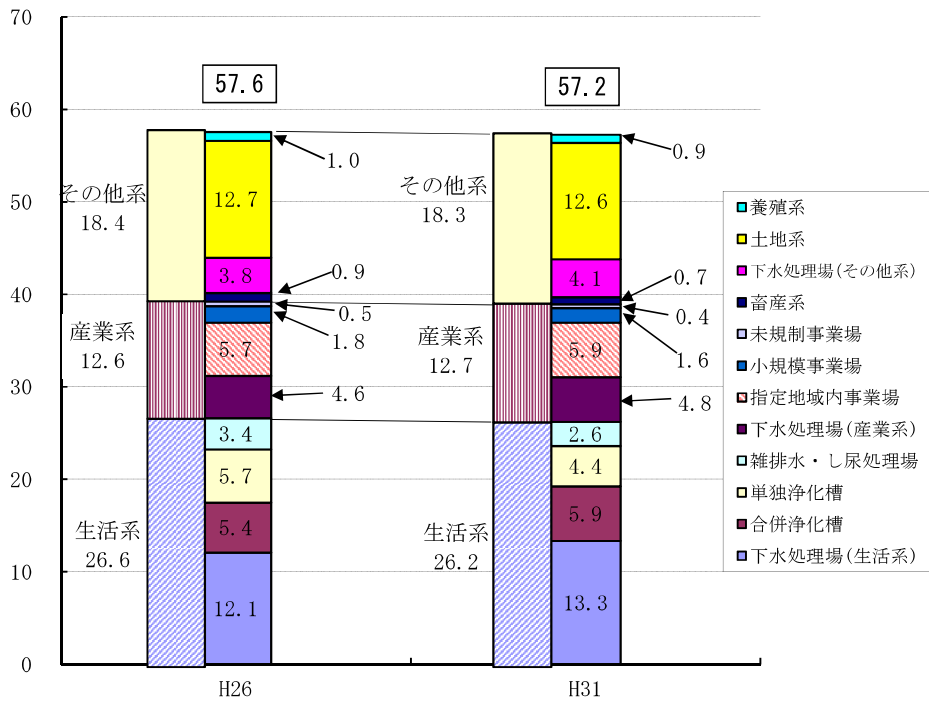 70
60
50
40
30
20
10
0
57.6
1.0
12.7
その他系
18.4
3.8
0.9
0.5
産業系
12.6
1.8
5.7
4.6
3.4
5.7
生活系
26.6
5.4
12.1
H26
57.2
0.9
12.6
その他系
18.3
4.1
0.7
0.4
産業系
12.7
1.6
5.9
4.8
2.6
4.4
生活系
26.2
5.9
13.3
H31
養殖系
土地系
下水処理場(その他系)
畜産系
未規制事業場
小規模事業場
指定地域内事業場
下水処理場(産業系)
雑排水・し尿処理場
単独浄化槽
合併浄化槽
下水処理場(生活系)